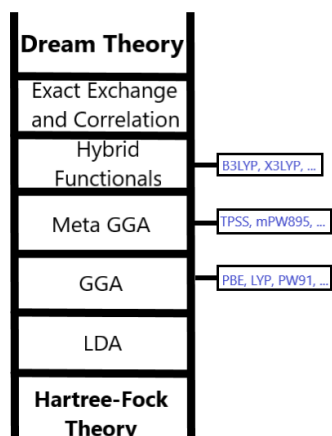 Dream Theory
Exact Exchange
and Correlation
Hybrid
Functionals
B3LYP, X3LYP, ...
Meta GGA
TPSS, mPW895, ...
GGA
PBE, LYP, PW91, ...
LDA
Hartree-Fock
Theory